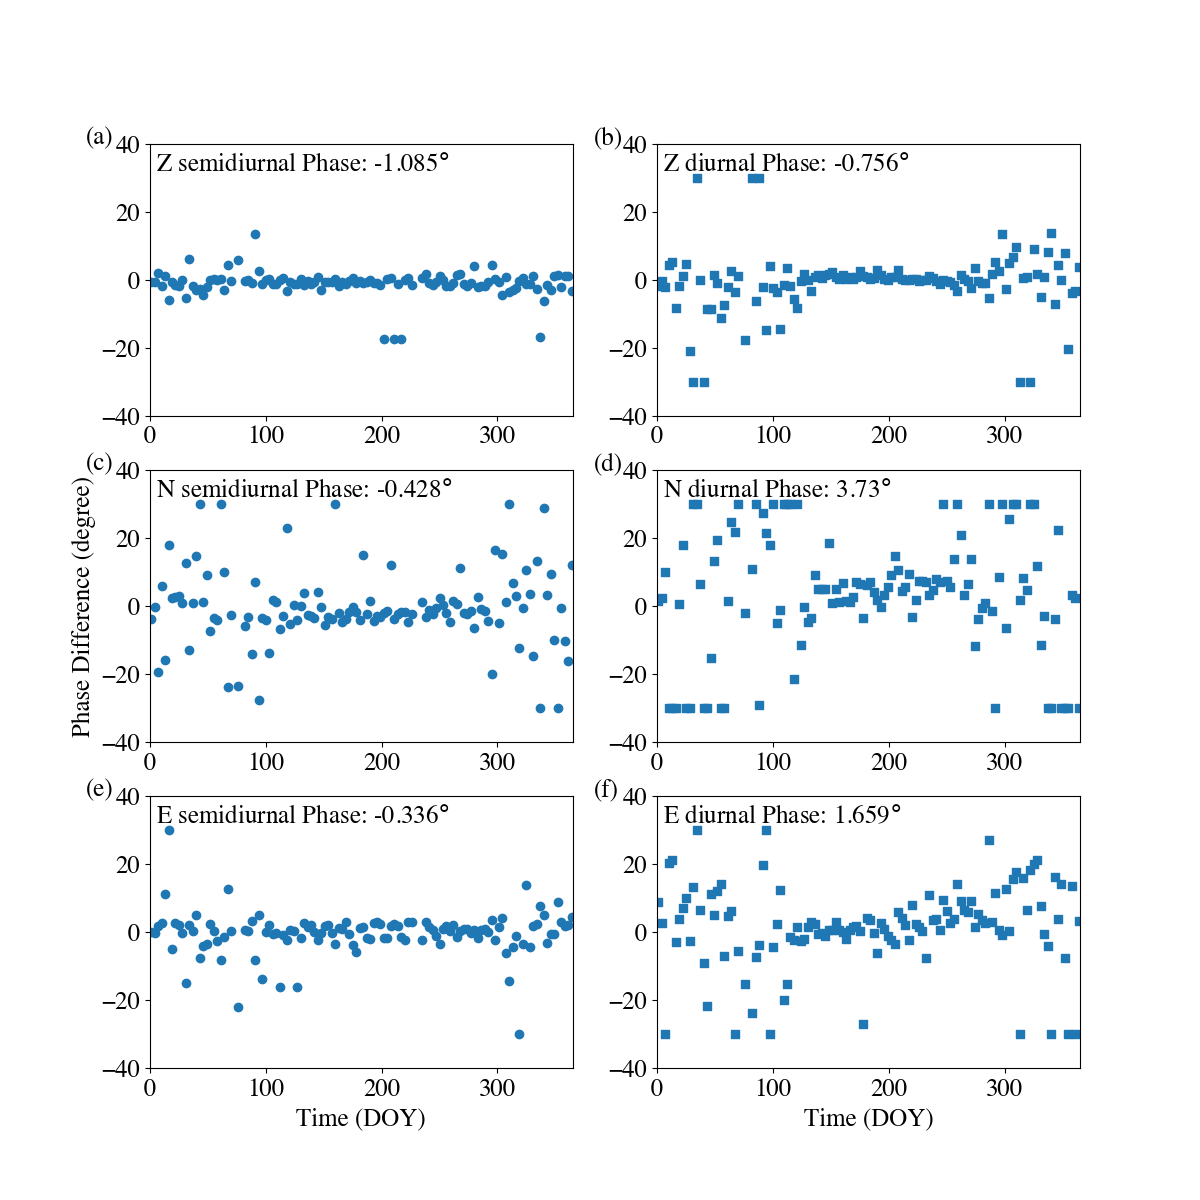 (a)
Z semidiurnal Phase: -1.085°
40
20
0
−20
−40
0 100 200 300
(b)
Z diurnal Phase: -0.756°
40
20
0
−20
−40
0 100 200 300
Phase Difference (degree)
(c)
N semidiurnal Phase: -0.428°
40
20
0
−20
−40
0 100 200 300
(d)
N diurnal Phase: 3.73°
40
20
0
−20
−40
0 100 200 300
(e)
E semidiurnal Phase: -0.336°
40
20
0
−20
−40
0 100 200 300
Time (DOY)
(f)
E diurnal Phase: 1.659°
40
20
0
−20
−40
0 100 200 300
Time (DOY)